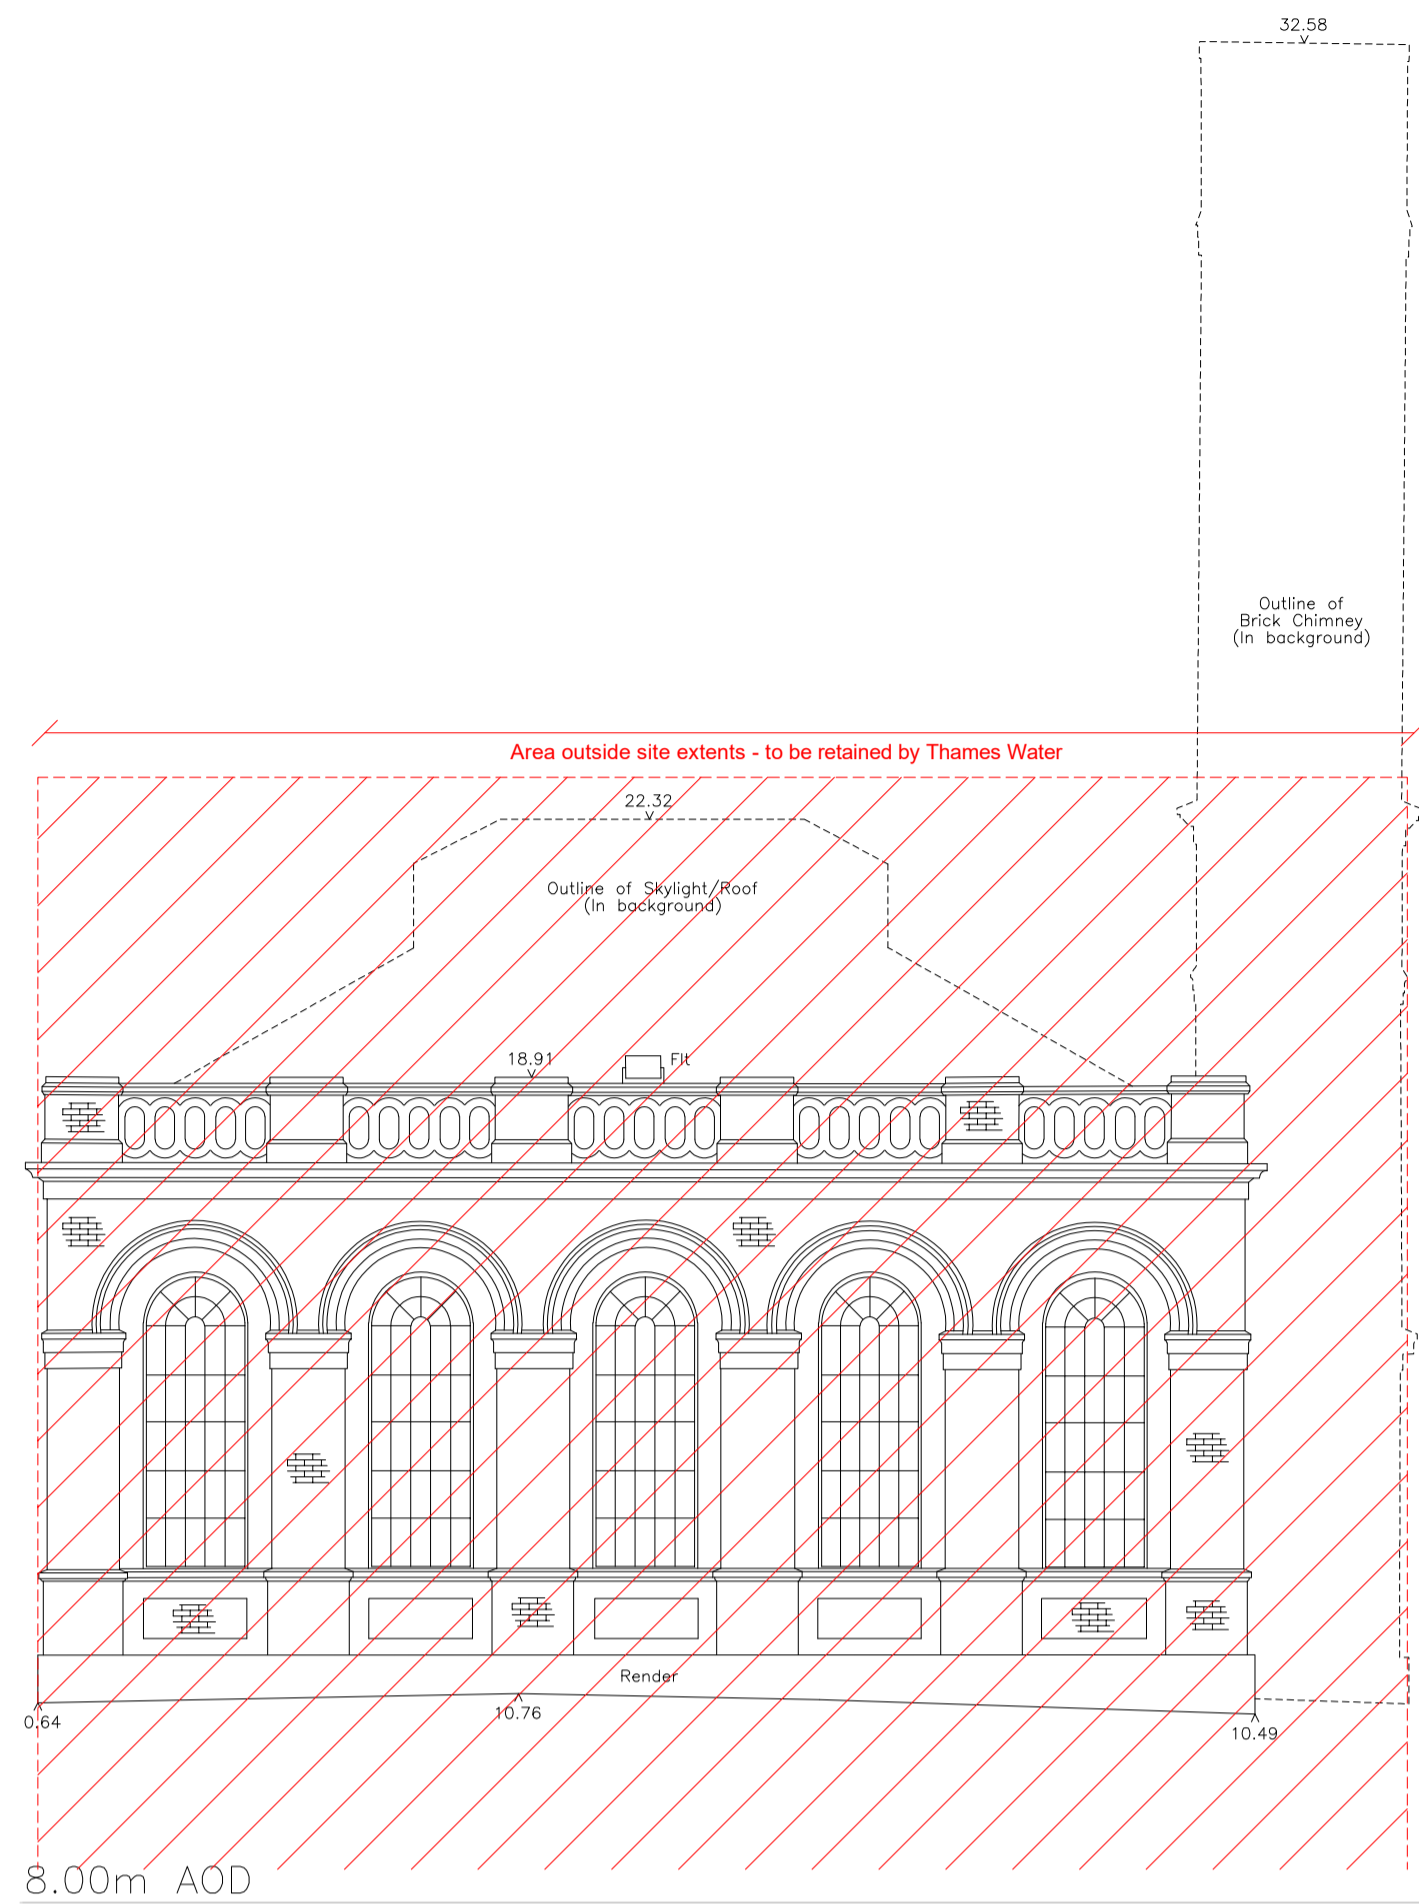 32.58
Outline of
Brick Chimney
(In background)
Area outside site extents - to be retained by Thames Water
22.32
Outline of Skylight/Roof
(In background)
18.91
Flt
Render
0.64
10.76
10.49
8.00m AOD